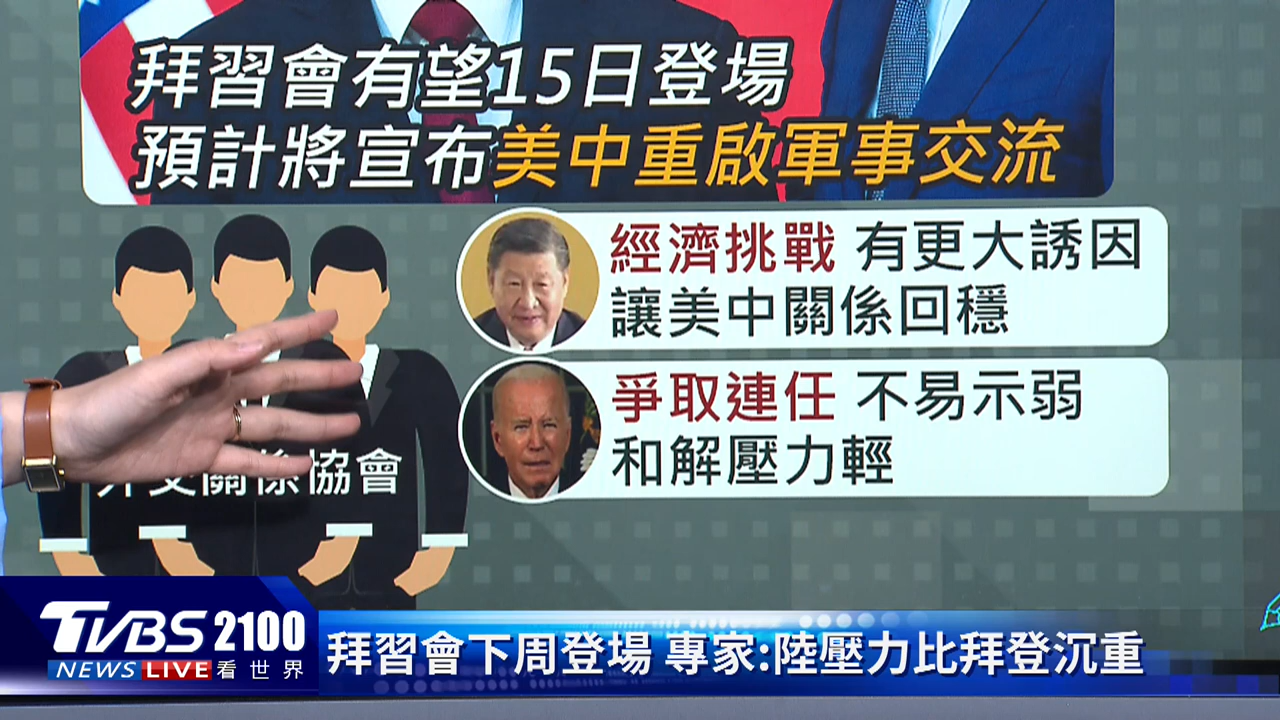 拜習會有望15日登場
預計將宣布美中重啟軍事交流
經濟挑戰 有更大誘因
讓美中關係回穩
爭取連任 不易示弱
和解壓力輕
外交關係協會
TVBS 2100
NEWS LIVE 看世界
拜習會下周登場 專家:陸壓力比拜登沉重